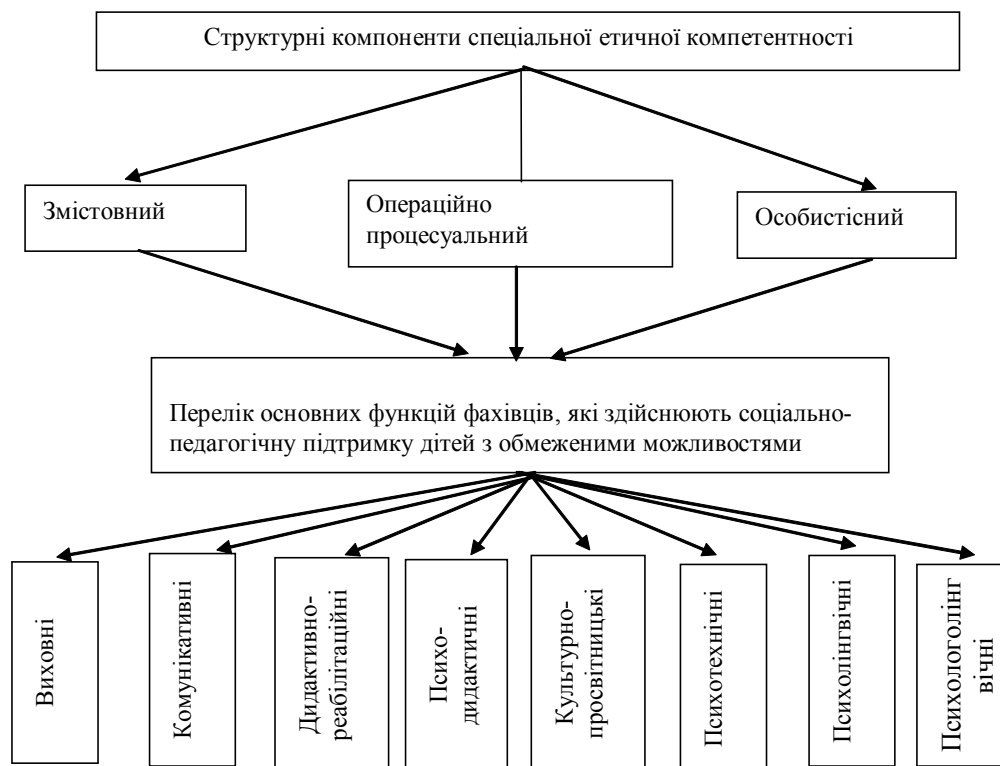 Структурні компоненти спеціальної етичної компетентності
Змістовний
Операційно
процесуальний
Особистісний
Перелік основних функцій фахівців, які здійснюють соціально-
педагогічну підтримку дітей з обмеженими можливостями
Виховні
Комунікативні
Дидактивно-
реабілітаційні
Психо-
дидактичні
Культурно-
просвітницькі
Психотехнічні
Психолінгвічні
Психологолінг
вічні